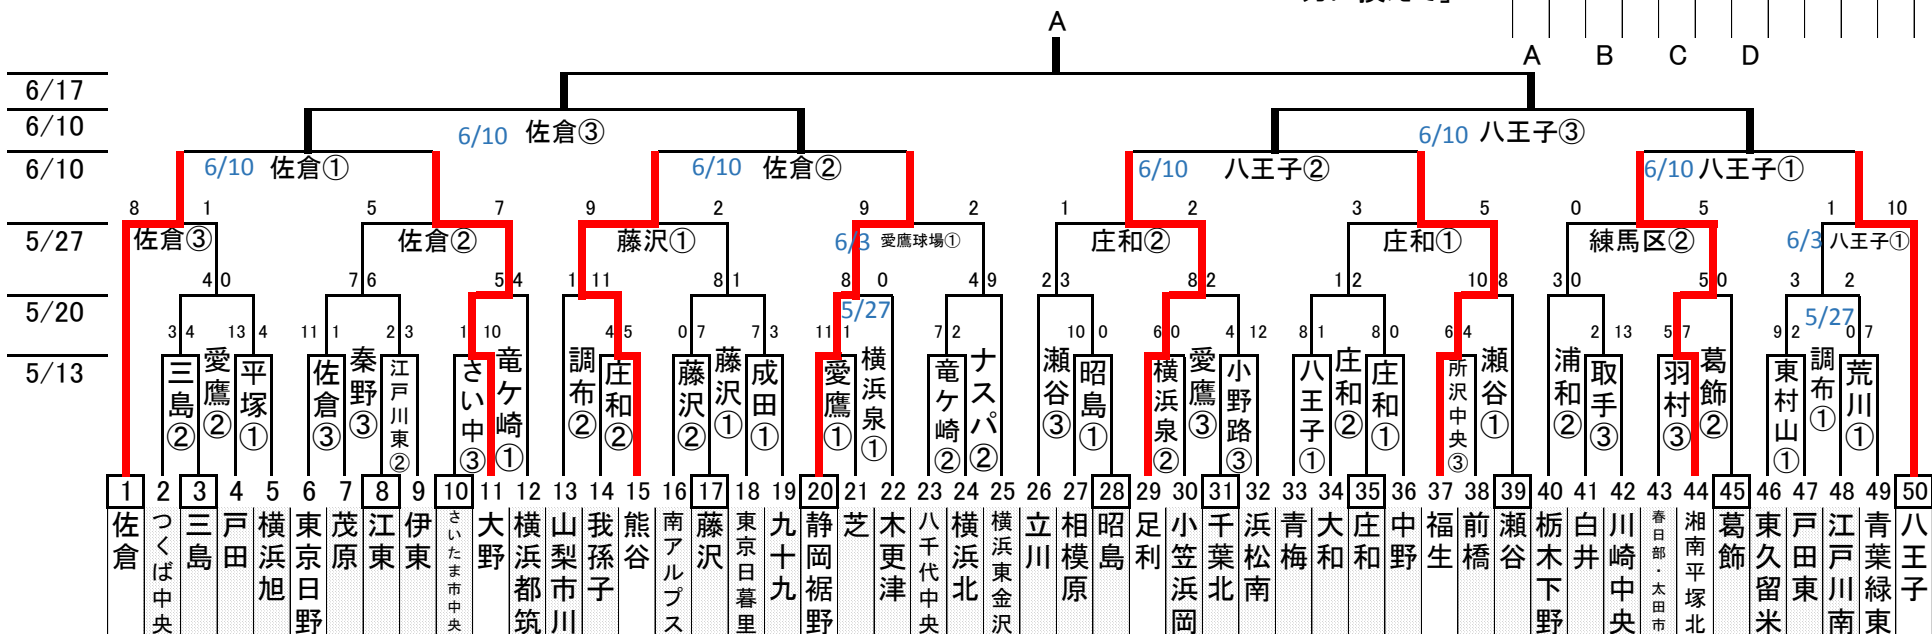 A
A B C D
6/17
6/10
6/10 佐倉③ 6/10 八王子③
6/10
6/10 佐倉① 6/10 佐倉② 6/10 八王子② 6/10 八王子①
8 1 5 7 9 2 9 2 1 2 3 5 0 5 1 10
5/27
佐倉③ 佐倉② 藤沢① 6/3 愛鷹球場① 庄和② 庄和① 練馬区② 6/3 八王子①
4 0 7 6 5 4 1 11 8 1 8 0 4 9 2 3 8 2 1 2 10 8 3 0 5 0 3 2
5/20
5/27 5/27
3 4 13 4 11 1 2 3 1 10 4 5 0 7 7 3 11 1 7 2 10 0 6 0 4 12 8 1 8 0 6 4 2 13 5 7 9 2 0 7
5/13
三島② 愛鷹② 平塚① 佐倉③ 秦野③ 江戸川東② さい中③ 竜ケ崎① 調布② 庄和② 藤沢② 藤沢① 成田① 愛鷹① 横浜泉① 竜ケ崎② ナスパ② 瀬谷③ 昭島① 横浜泉② 愛鷹③ 小野路③ 八王子① 庄和② 庄和① 所沢中央③ 瀬谷① 浦和② 取手③ 羽村③ 葛飾② 東村山① 調布① 荒川①
1 2 3 4 5 6 7 8 9 10 11 12 13 14 15 16 17 18 19 20 21 22 23 24 25 26 27 28 29 30 31 32 33 34 35 36 37 38 39 40 41 42 43 44 45 46 47 48 49 50
佐倉 つくば中央 三島 戸田 横浜旭 東京日野 茂原 江東 伊東 さいたま市中央 大野 横浜都筑 山梨市川 我孫子 熊谷 南アルプス 藤沢 東京日暮里 九十九 静岡裾野 芝 木更津 八千代中央 横浜北 横浜東金沢 立川 相模原 昭島 足利 小笠浜岡 千葉北 浜松南 青梅 大和 庄和 中野 福生 前橋 瀬谷 栃木下野 白井 川崎中央 春日部・太田市 湘南平塚北 葛飾 東久留米 戸田東 江戸川南 青葉緑東 八王子